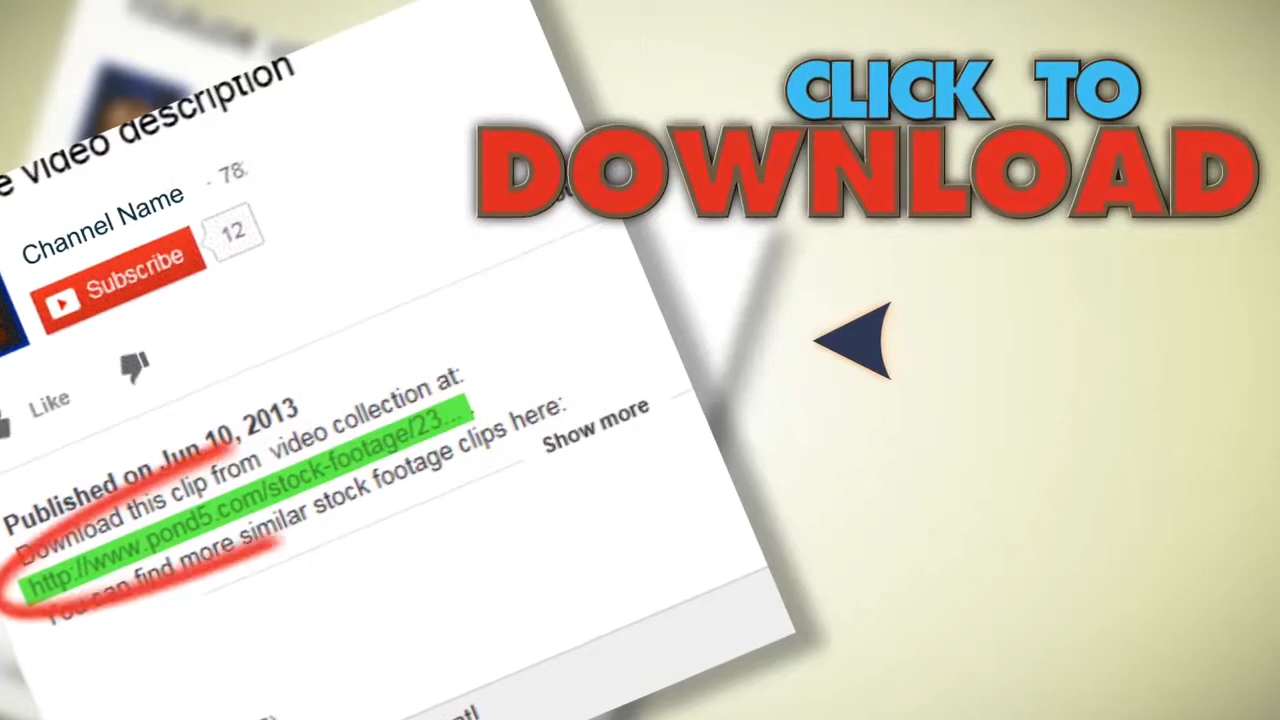 CLICK TO
DOWNLOAD
video description
Channel Name
Subscribe
12
Like
Published on Jun 10, 2013
Download this clip from video collection at:
http://www.pond5.com/stock-footage/23...
You can find more similar stock footage clips here:
Show more